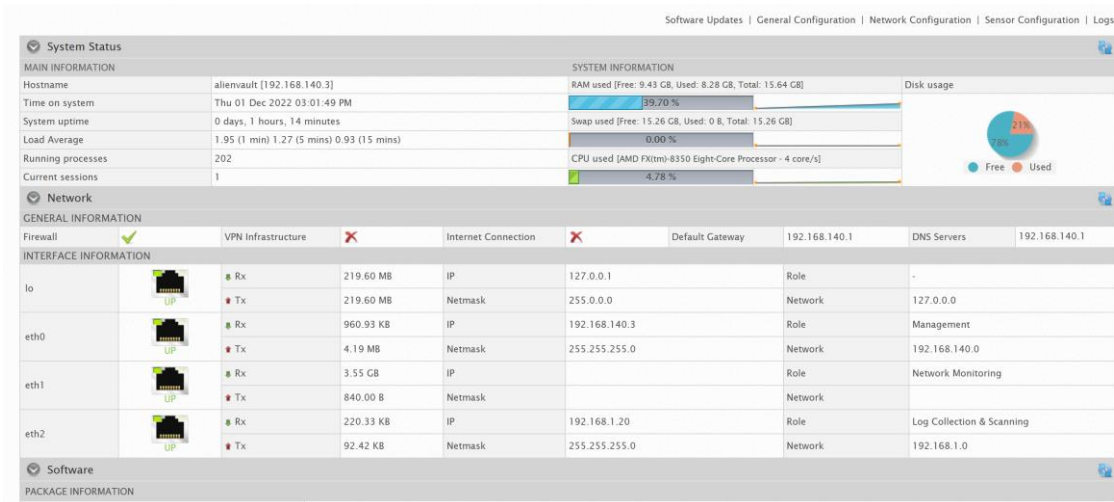 Software Updates | General Configuration | Network Configuration | Sensor Configuration | Logs
System Status
MAIN INFORMATION SYSTEM INFORMATION
Hostname alienvault [192.168.140.3] RAM used [Free: 9.43 GB, Used: 8.28 GB, Total: 15.64 GB] Disk usage
Time on system Thu 01 Dec 2022 03:01:49 PM 39.70 %
System uptime 0 days, 1 hours, 14 minutes Swap used [Free: 15.26 GB, Used: 0 B, Total: 15.26 GB]
Load Average 1.95 (1 min) 1.27 (5 mins) 0.93 (15 mins) 0.00 %
21%
78%
Running processes 202 CPU used [AMD FX(tm)-8350 Eight-Core Processor - 4 core/s]
Free Used
Current sessions 1 4.78 %
Network
GENERAL INFORMATION
Firewall VPN Infrastructure Internet Connection Default Gateway 192.168.140.1 DNS Servers 192.168.140.1
INTERFACE INFORMATION
lo UP Rx 219.60 MB IP 127.0.0.1 Role -
Tx 219.60 MB Netmask 255.0.0.0 Network 127.0.0.0
eth0 UP Rx 960.93 KB IP 192.168.140.3 Role Management
Tx 4.19 MB Netmask 255.255.255.0 Network 192.168.140.0
eth1 UP Rx 3.55 GB IP Role Network Monitoring
Tx 840.00 B Netmask Network
eth2 UP Rx 220.33 KB IP 192.168.1.20 Role Log Collection & Scanning
Tx 92.42 KB Netmask 255.255.255.0 Network 192.168.1.0
Software
PACKAGE INFORMATION